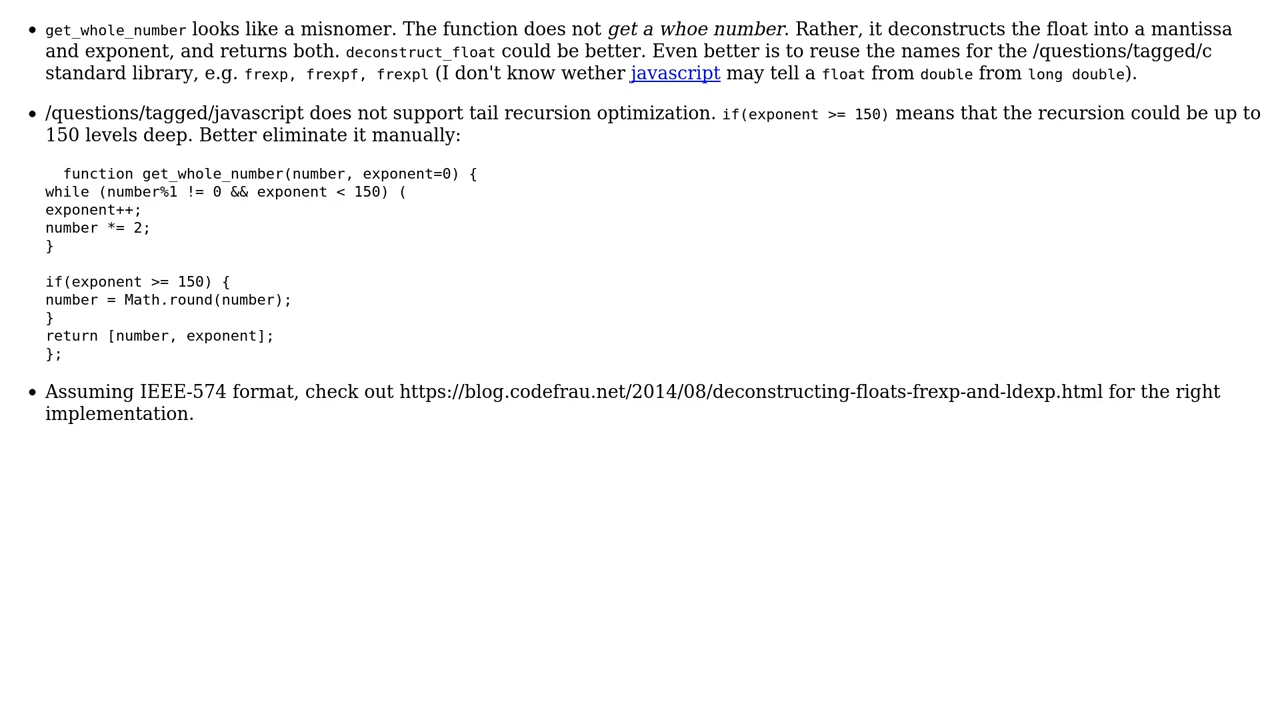 • get_whole_number looks like a misnomer. The function does not get a whoe number. Rather, it deconstructs the float into a mantissa
and exponent, and returns both. deconstruct_float could be better. Even better is to reuse the names for the /questions/tagged/c
standard library, e.g. frexp, frexpf, frexpl (I don't know wether javascript may tell a float from double from long double).
• /questions/tagged/javascript does not support tail recursion optimization. if(exponent >= 150) means that the recursion could be up to
150 levels deep. Better eliminate it manually:
function get_whole_number(number, exponent=0) {
while (number%1 != 0 && exponent < 150) (
exponent++;
number *= 2;
}
if(exponent >= 150) {
number = Math.round(number);
}
return [number, exponent];
};
• Assuming IEEE-574 format, check out https://blog.codefrau.net/2014/08/deconstructing-floats-frexp-and-ldexp.html for the right
implementation.